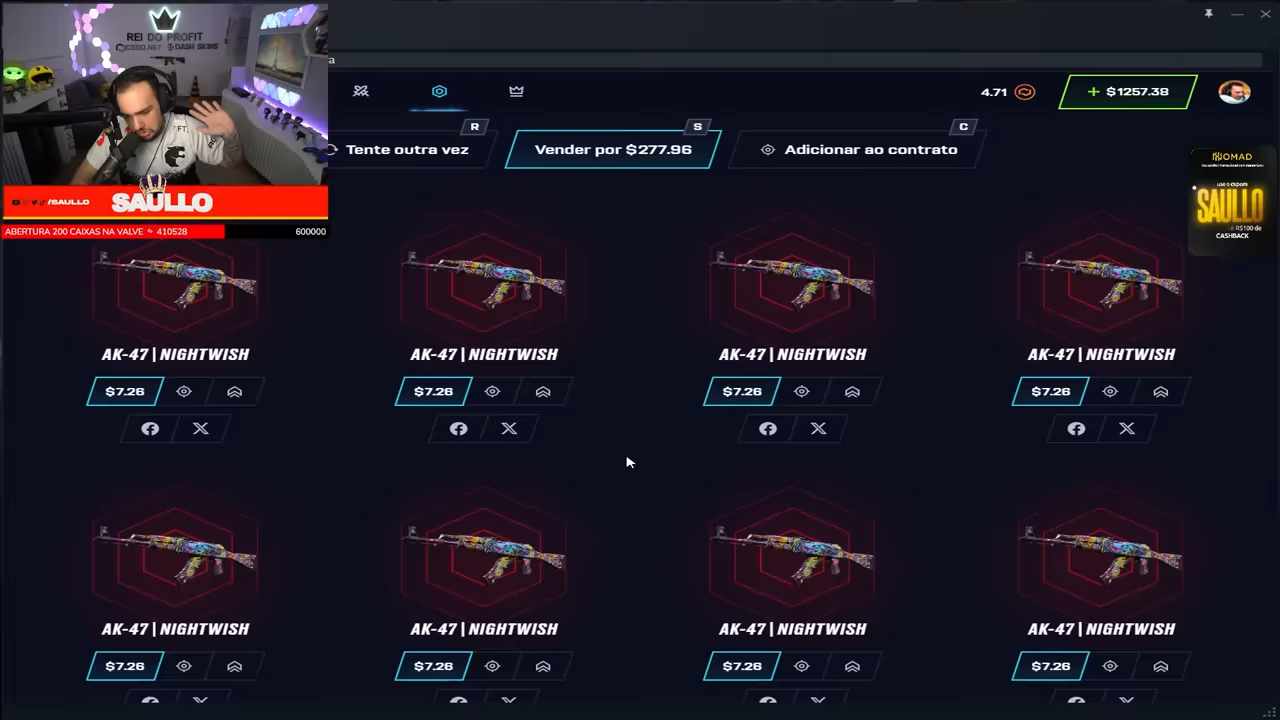 REI DO PROFIT
CSGO.NET DASH SKINS
FT.
/SAULLO SAULLO
ABERTURA 200 CAIXAS NA VALVE 410528 600000
a
4.71 + $1257.38
R S C
Tente outra vez Vender por $277.96 Adicionar ao contrato
NOMAD
SAULLO
R$100 de
CASHBACK
AK-47 | NIGHTWISH AK-47 | NIGHTWISH AK-47 | NIGHTWISH AK-47 | NIGHTWISH
$7.26 $7.26 $7.26 $7.26
AK-47 | NIGHTWISH AK-47 | NIGHTWISH AK-47 | NIGHTWISH AK-47 | NIGHTWISH
$7.26 $7.26 $7.26 $7.26